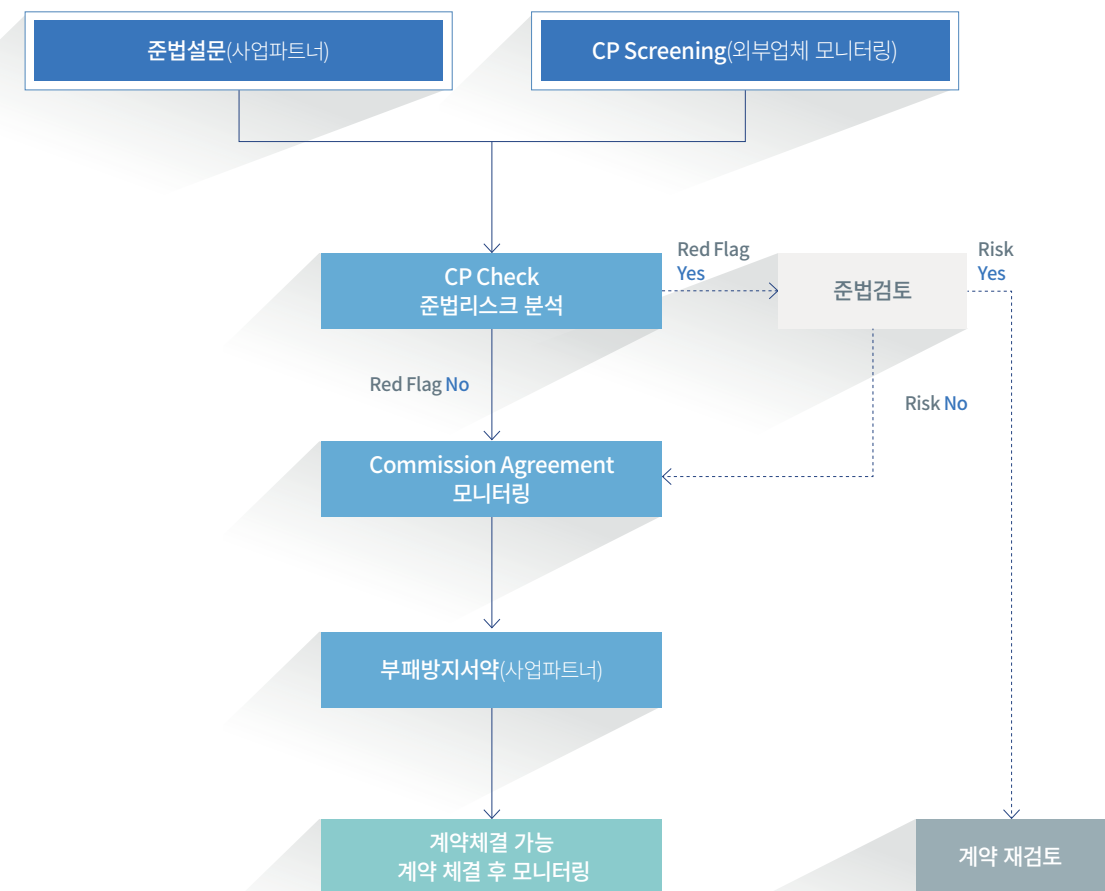 준법설문(사업파트너)
CP Screening(외부업체 모니터링)
CP Check
준법리스크 분석
Red Flag
Yes
준법검토
Risk
Yes
Red Flag No
Risk No
Commission Agreement
모니터링
부패방지서약(사업파트너)
계약체결 가능
계약 체결 후 모니터링
계약 재검토